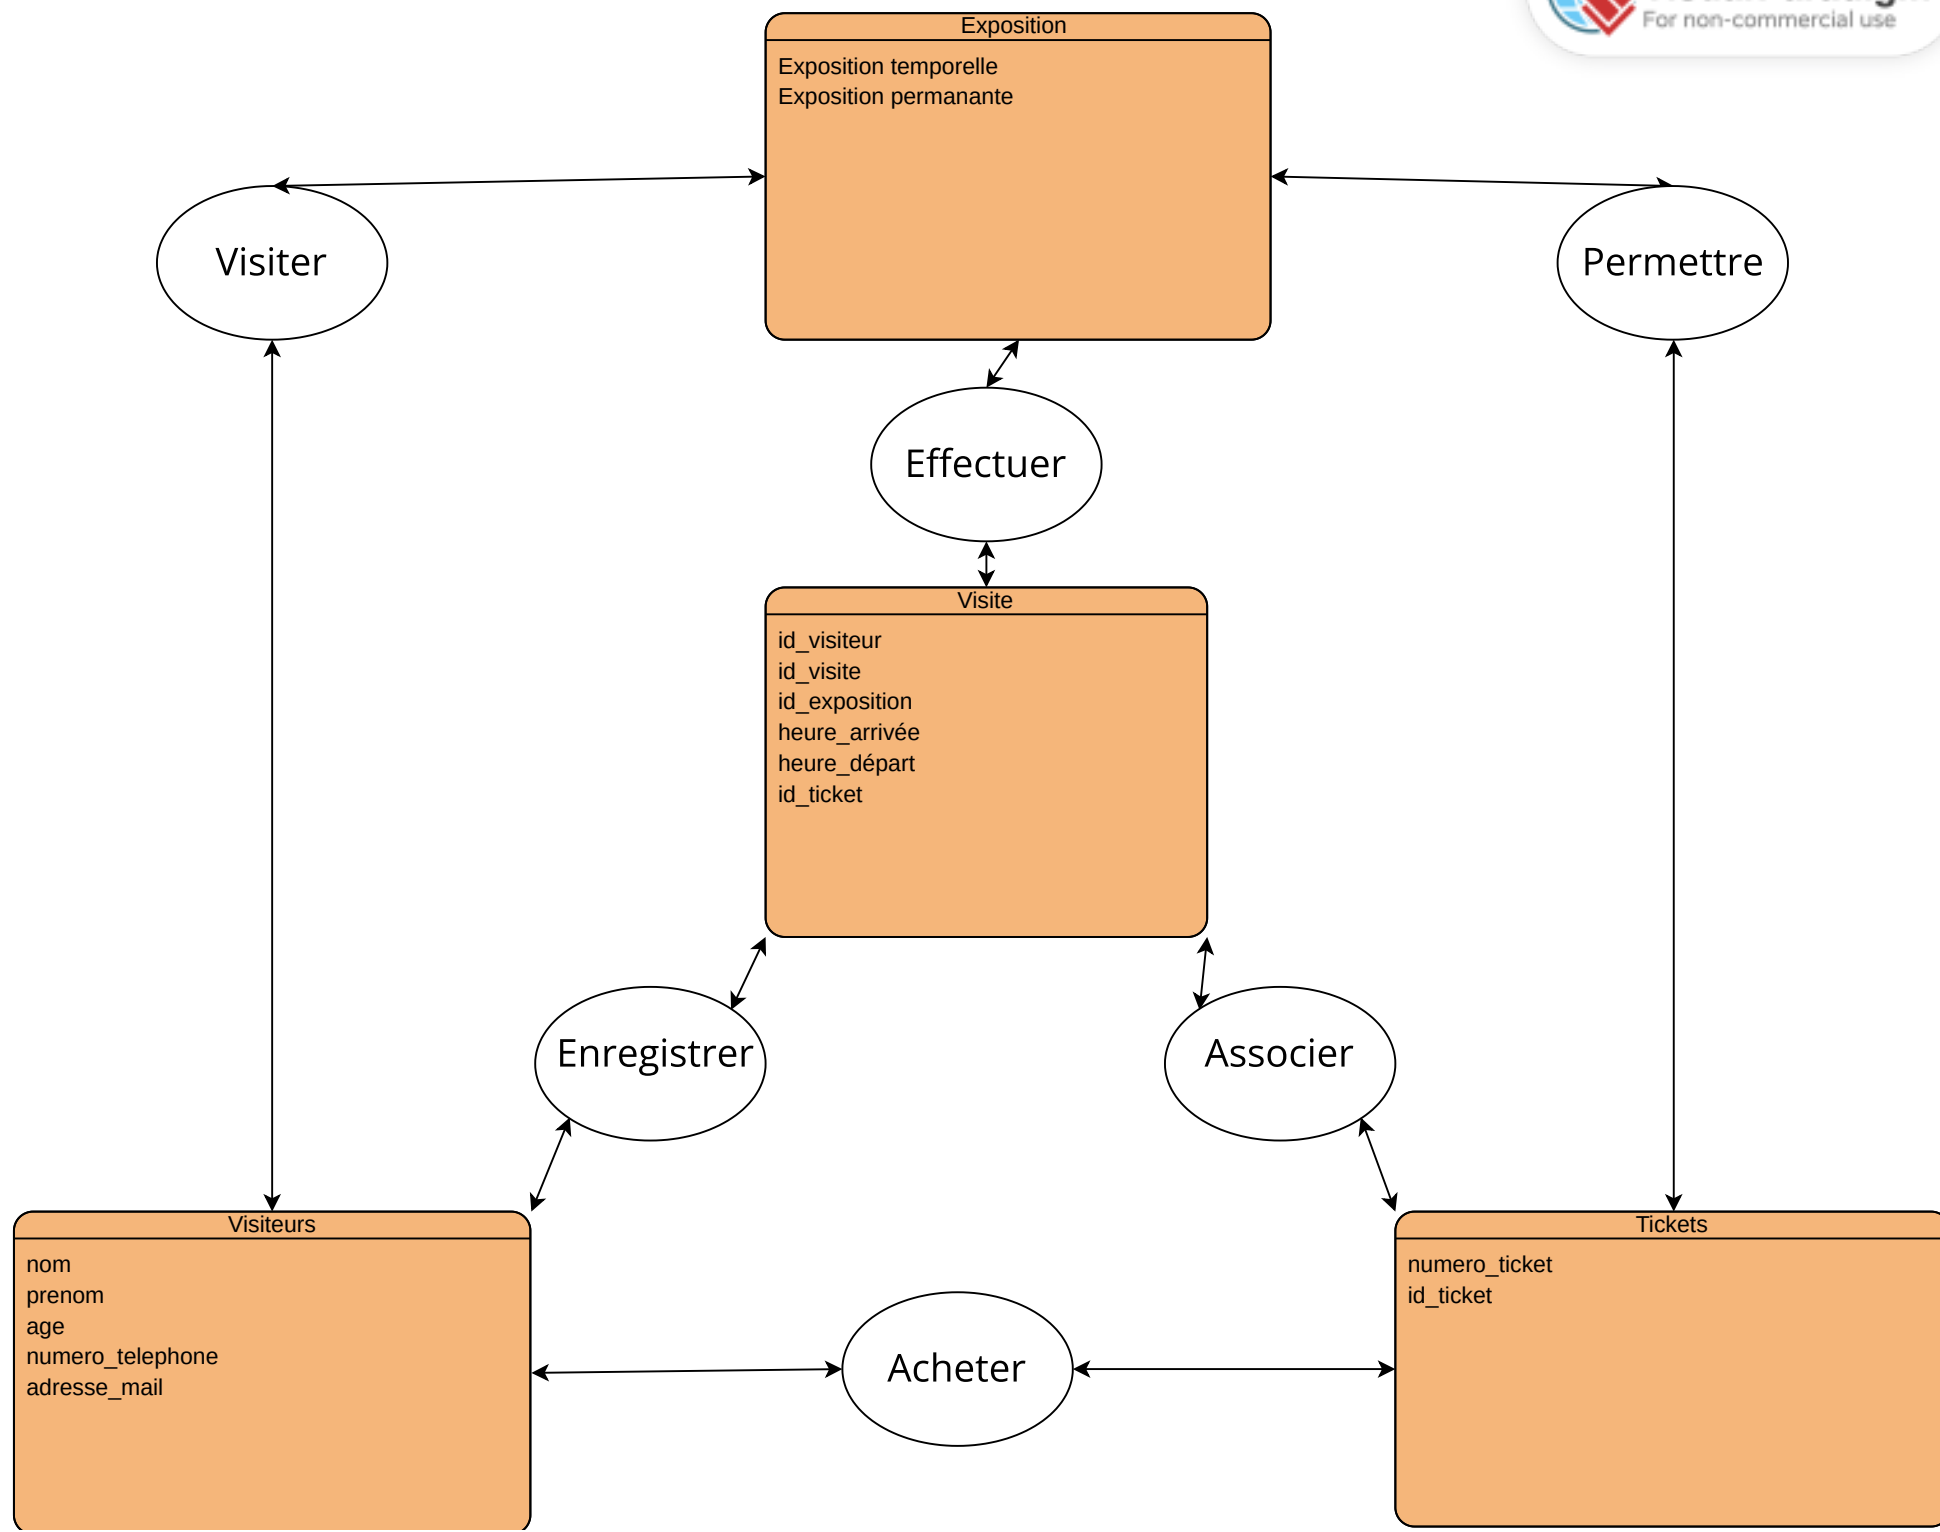 Exposition
For non-commercial use
Exposition temporelle
Exposition permanante
Visiter
Permettre
Effectuer
Visite
id_visiteur
id_visite
id_exposition
heure_arrivée
heure_départ
id_ticket
Enregistrer
Associer
Visiteurs
nom
prenom
age
numero_telephone
adresse_mail
Acheter
Tickets
numero_ticket
id_ticket